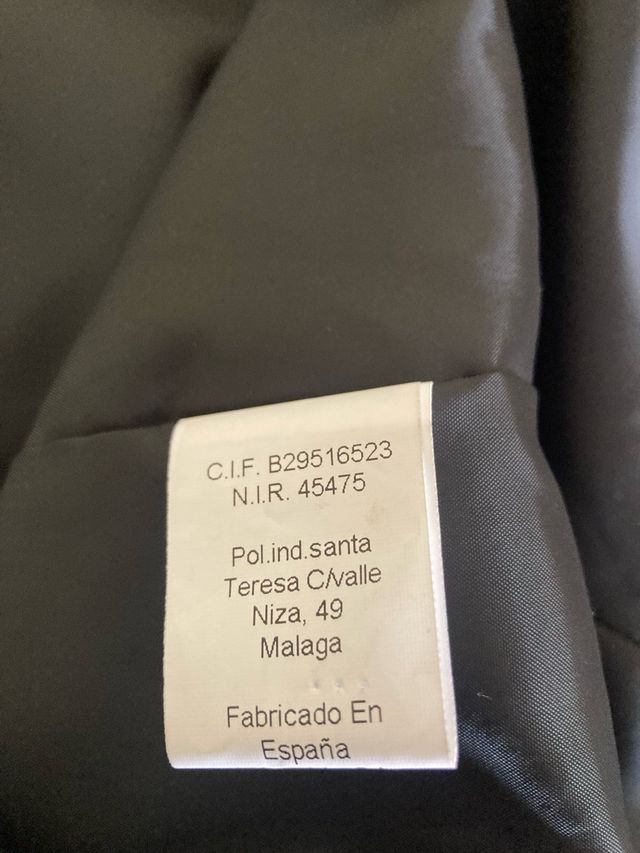 C.I.F. B29516523
N.I.R. 45475
Pol.ind.santa
Teresa C/valle
Niza, 49
Malaga
Fabricado En
España